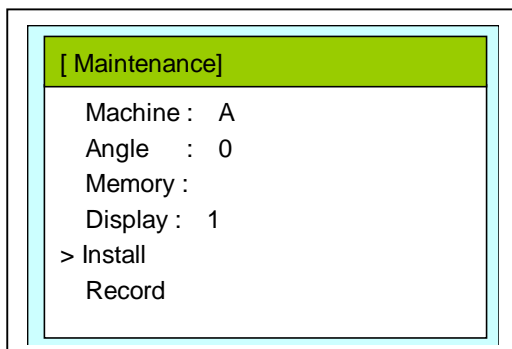 [ Maintenance]
Machine : A
Angle : 0
Memory :
Display : 1
> Install
Record